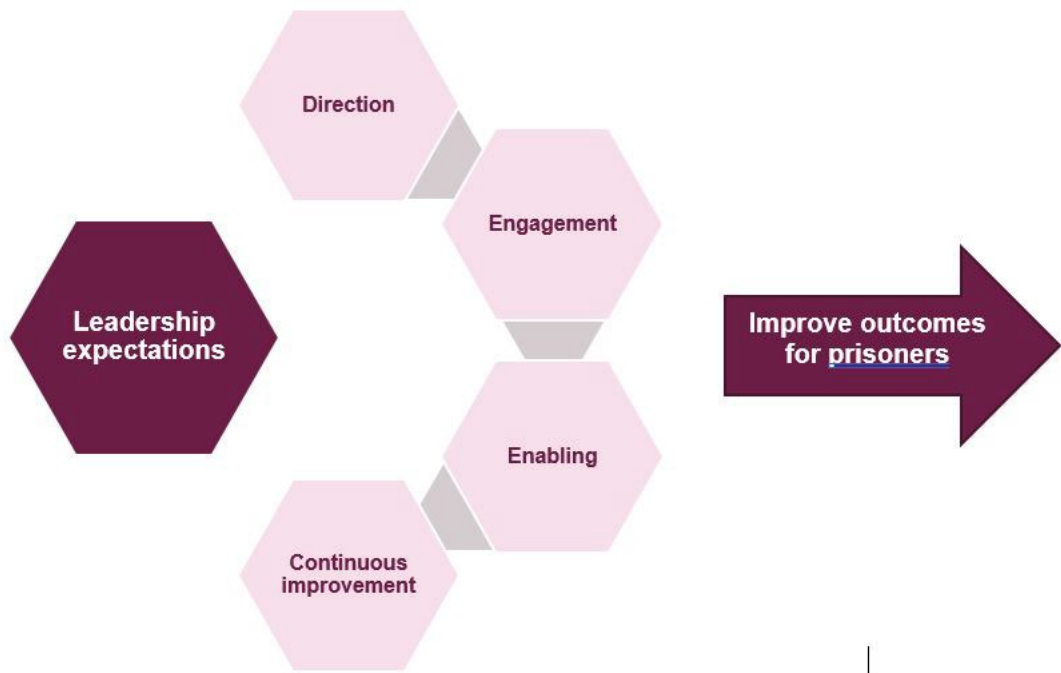 Direction
Engagement
Leadership
expectations
Improve outcomes
for prisoners
Enabling
Continuous
improvement